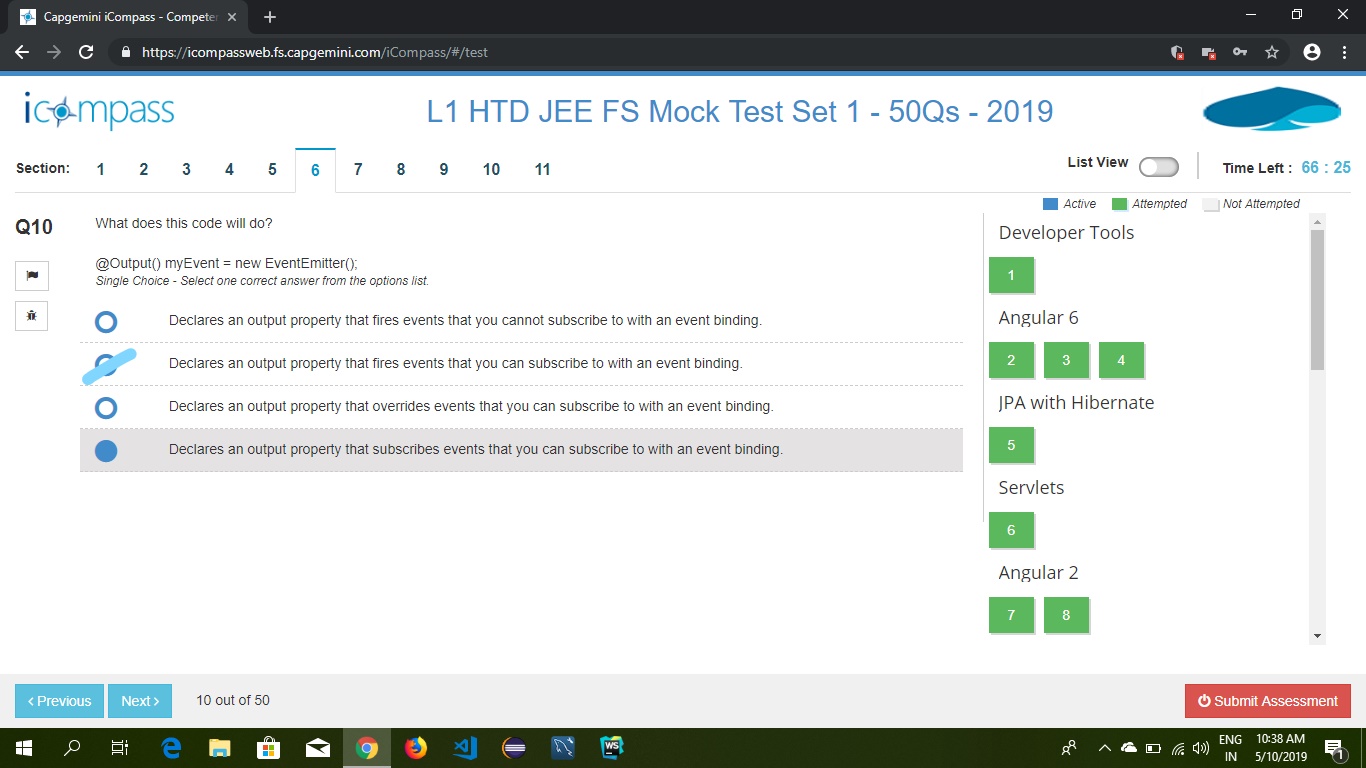 Capgemini iCompass - Competer
https://icompassweb.fs.capgemini.com/iCompass/#/test
icompass
L1 HTD JEE FS Mock Test Set 1 - 50Qs - 2019
Section: 1 2 3 4 5 6 7 8 9 10 11
List View
Time Left : 66 : 25
Active Attempted Not Attempted
Q10
What does this code will do?
@Output() myEvent = new EventEmitter();
Single Choice - Select one correct answer from the options list.
Declares an output property that fires events that you cannot subscribe to with an event binding.
Declares an output property that fires events that you can subscribe to with an event binding.
Declares an output property that overrides events that you can subscribe to with an event binding.
Declares an output property that subscribes events that you can subscribe to with an event binding.
Developer Tools
1
Angular 6
2 3 4
JPA with Hibernate
5
Servlets
6
Angular 2
7 8
Previous
Next
10 out of 50
Submit Assessment
WS
ENG
IN
10:38 AM
5/10/2019
1